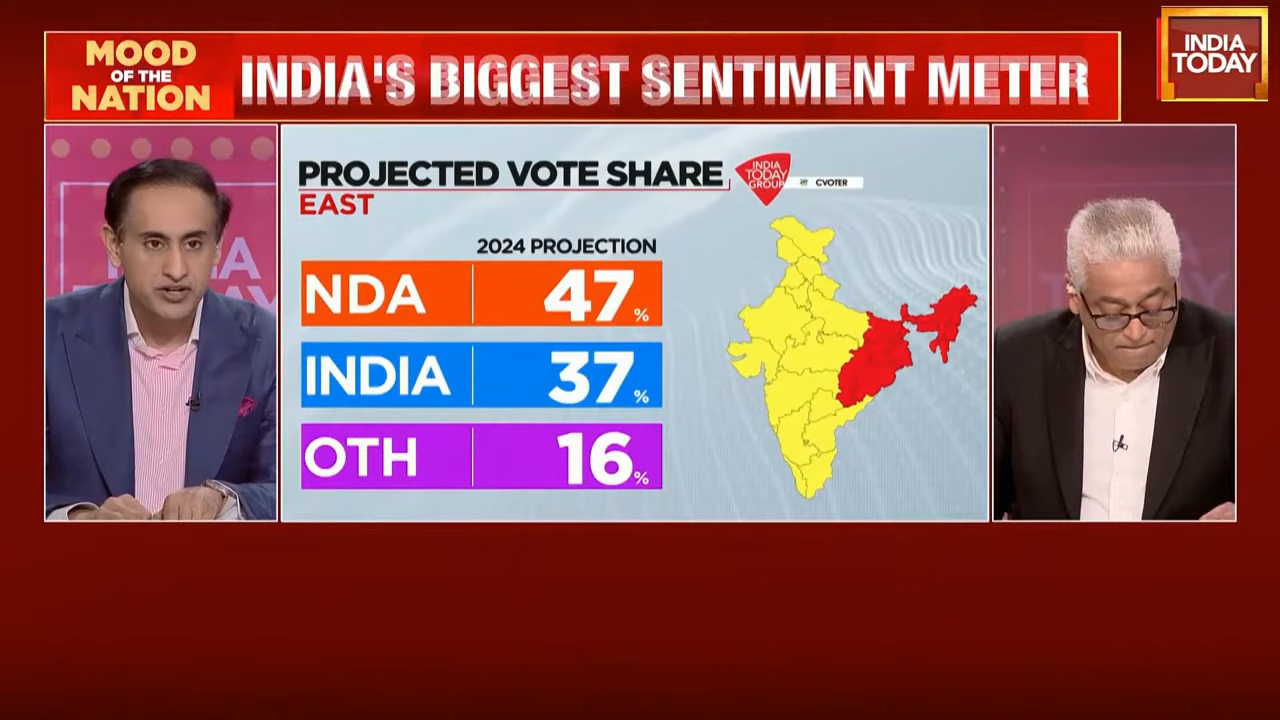 MOOD
OF THE
NATION
INDIA'S BIGGEST SENTIMENT METER
INDIA
TODAY
PROJECTED VOTE SHARE
INDIA
TODAY
GROUP
CVOTER
EAST
2024 PROJECTION
NDA 47%
INDIA 37%
OTH 16%